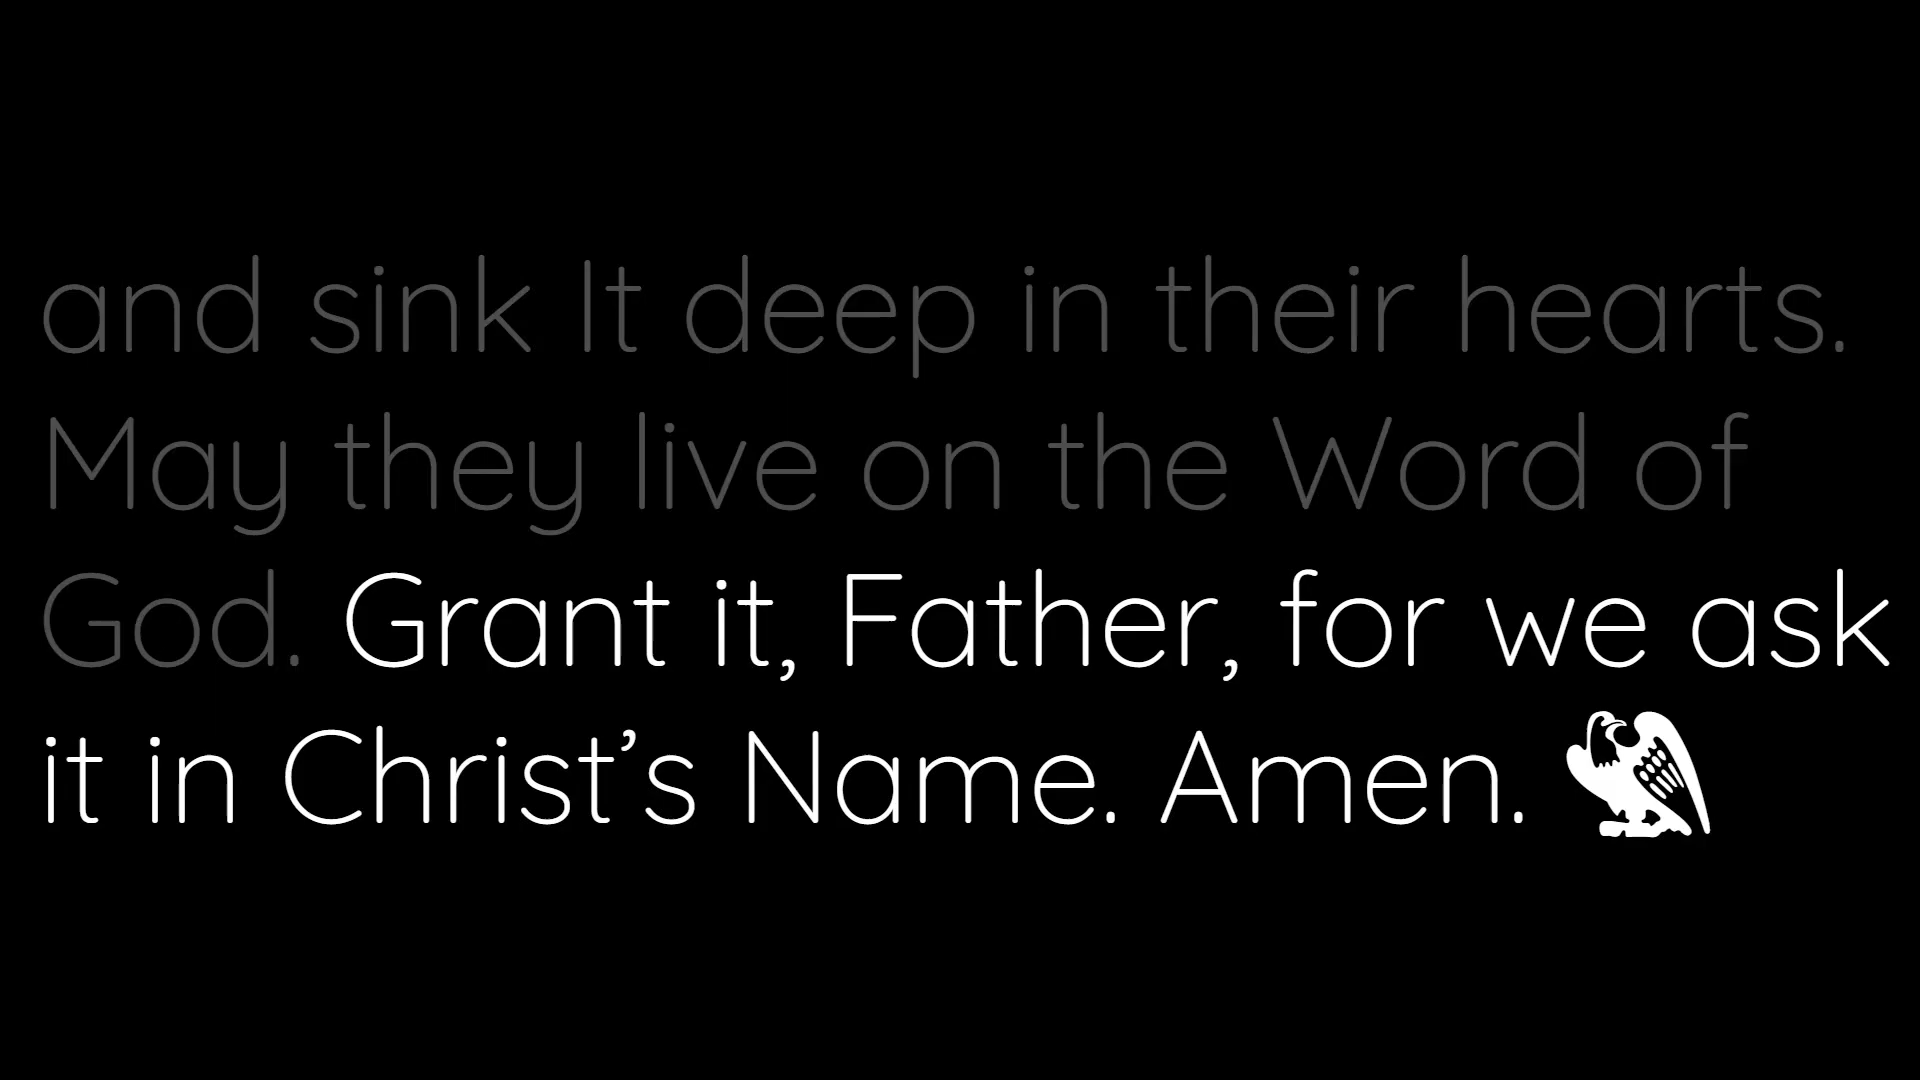 and sink It deep in their hearts.
May they live on the Word of
God. Grant it, Father, for we ask
it in Christ’s Name. Amen.